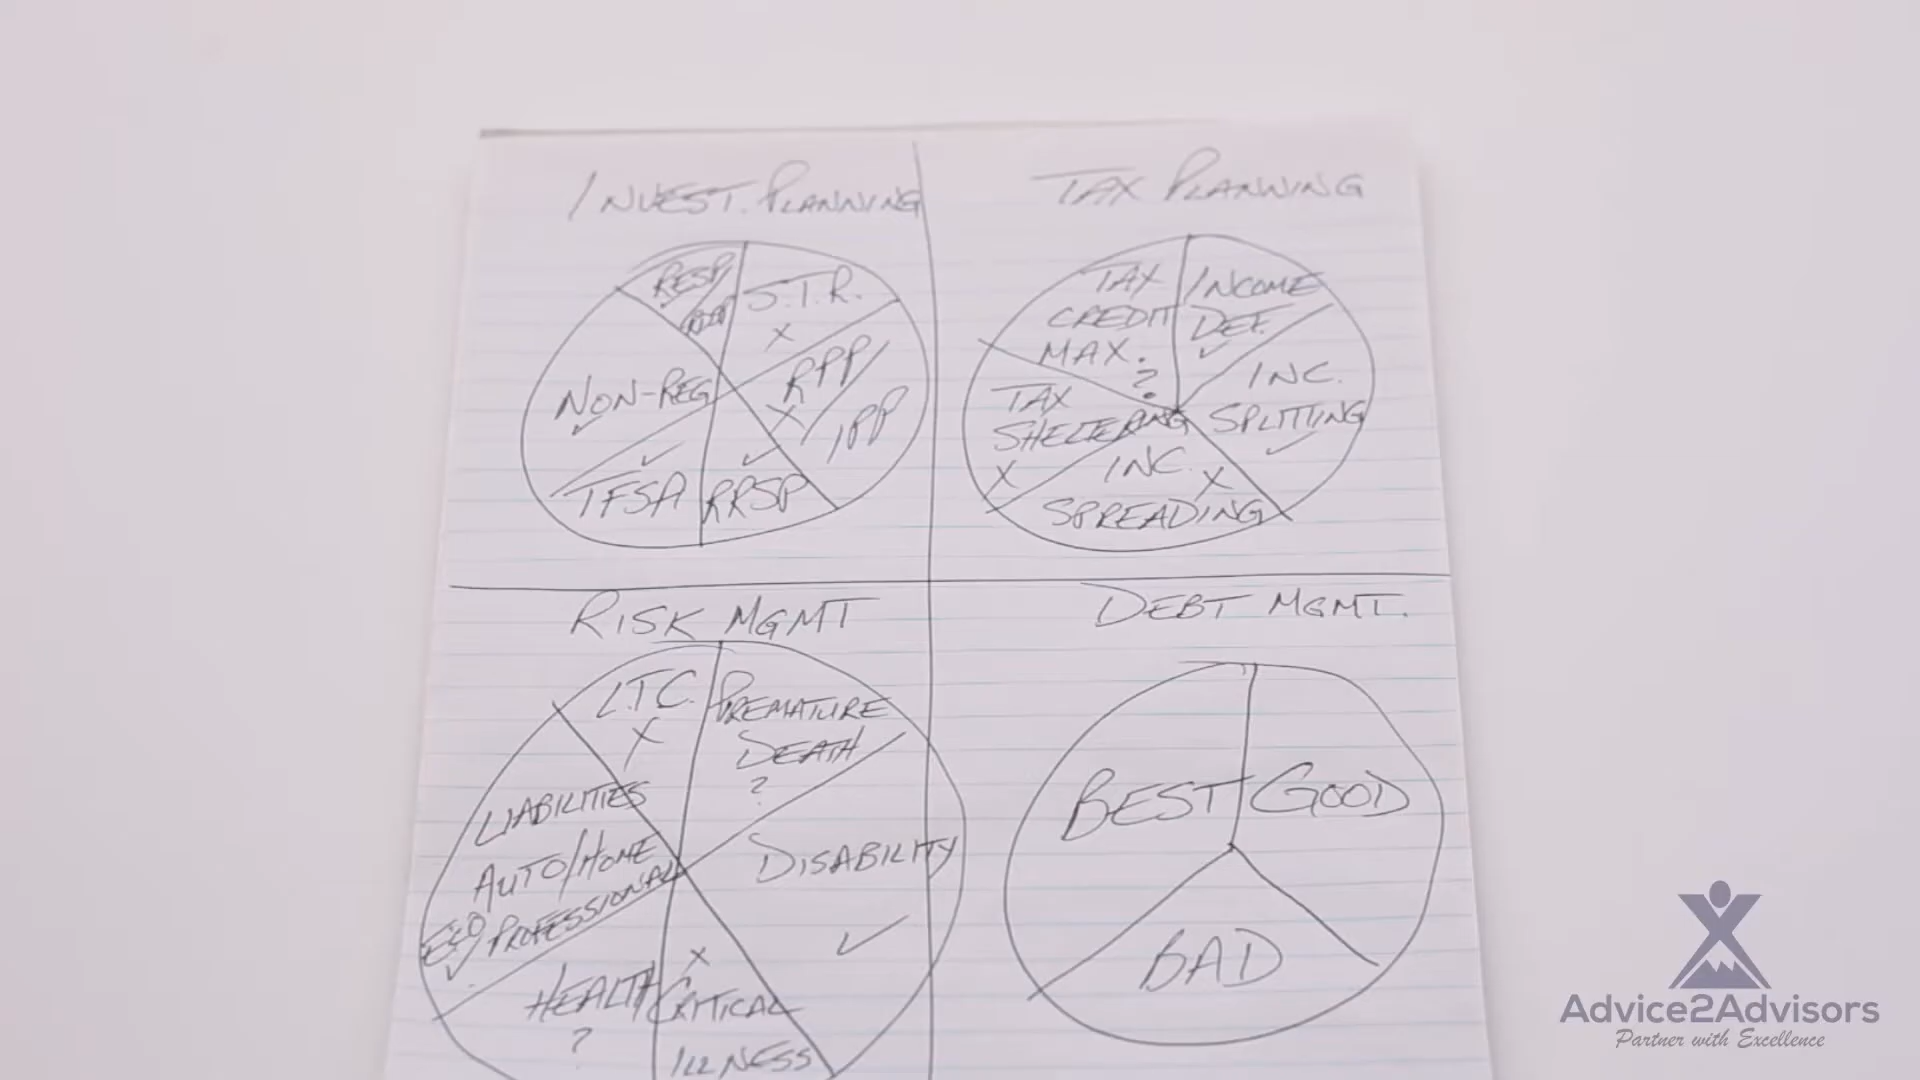 INVEST. PLANNING
RESP/
S.T.R.
X
NON-REG
✓
RPP/
X
IPP
✓
TFSA
✓
RRSP
TAX PLANNING
TAX
CREDIT
MAX.
?
INCOME
DEF.
✓
INC.
SPLITTING
✓
TAX
SHELTERING
X
INC.
X
SPREADING
RISK MGMT
L.T.C.
X
PREMATURE
DEATH
?
LIABILITIES
AUTO/HOME
E&O/PROFESSIONAL
✓
DISABILITY
✓
HEALTH
?
X
CRITICAL
ILLNESS
DEBT MGMT.
BEST
GOOD
BAD
Advice2Advisors
Partner with Excellence